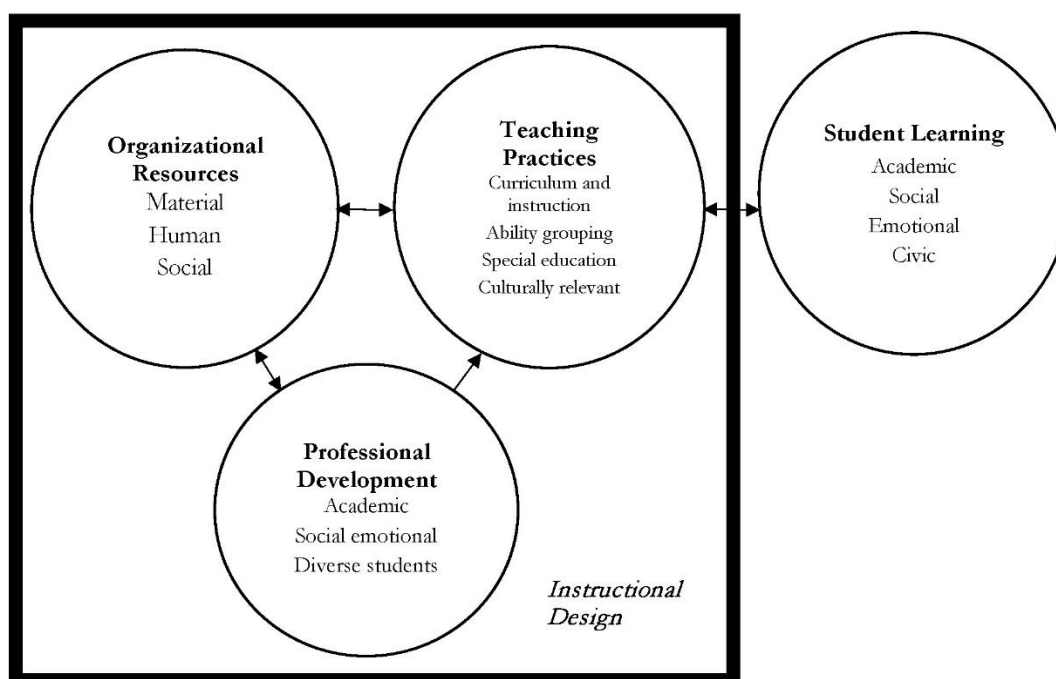 Organizational
Resources
Material
Human
Social
Teaching
Practices
Curriculum and
instruction
Ability grouping
Special education
Culturally relevant
Student Learning
Academic
Social
Emotional
Civic
Professional
Development
Academic
Social emotional
Diverse students
Instructional
Design